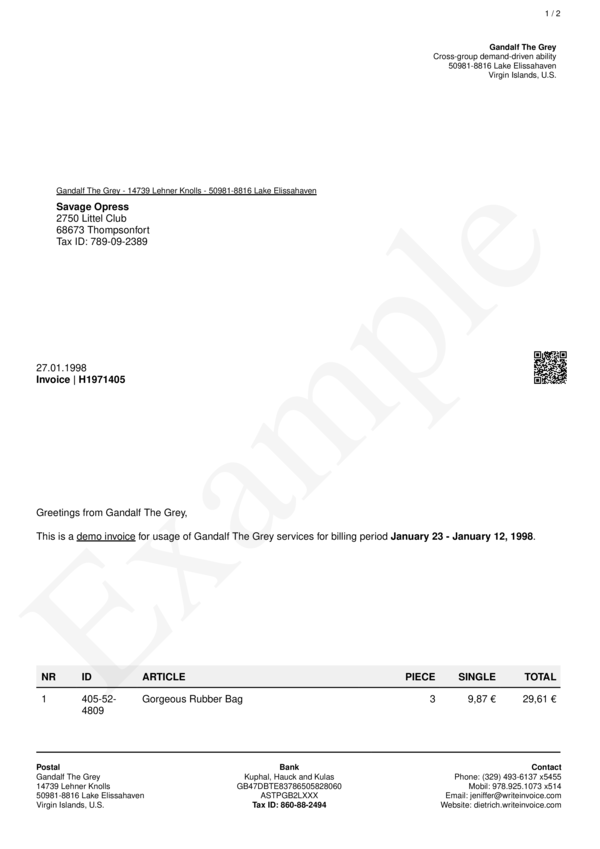 1 / 2
Gandalf The Grey
Cross-group demand-driven ability
50981-8816 Lake Elissahaven
Virgin Islands, U.S.
Gandalf The Grey - 14739 Lehner Knolls - 50981-8816 Lake Elissahaven
Savage Opress
2750 Littel Club
68673 Thompsonfort
Tax ID: 789-09-2389
27.01.1998
Invoice | H1971405
Example
Greetings from Gandalf The Grey,
This is a demo invoice for usage of Gandalf The Grey services for billing period January 23 - January 12, 1998.
NR ID ARTICLE PIECE SINGLE TOTAL
1 405-52- Gorgeous Rubber Bag 3 9,87 € 29,61 €
4809
Postal
Gandalf The Grey
14739 Lehner Knolls
50981-8816 Lake Elissahaven
Virgin Islands, U.S.
Bank
Kuphal, Hauck and Kulas
GB47DBTE83786505828060
ASTPGB2LXXX
Tax ID: 860-88-2494
Contact
Phone: (329) 493-6137 x5455
Mobil: 978.925.1073 x514
Email: jeniffer@writeinvoice.com
Website: dietrich.writeinvoice.com